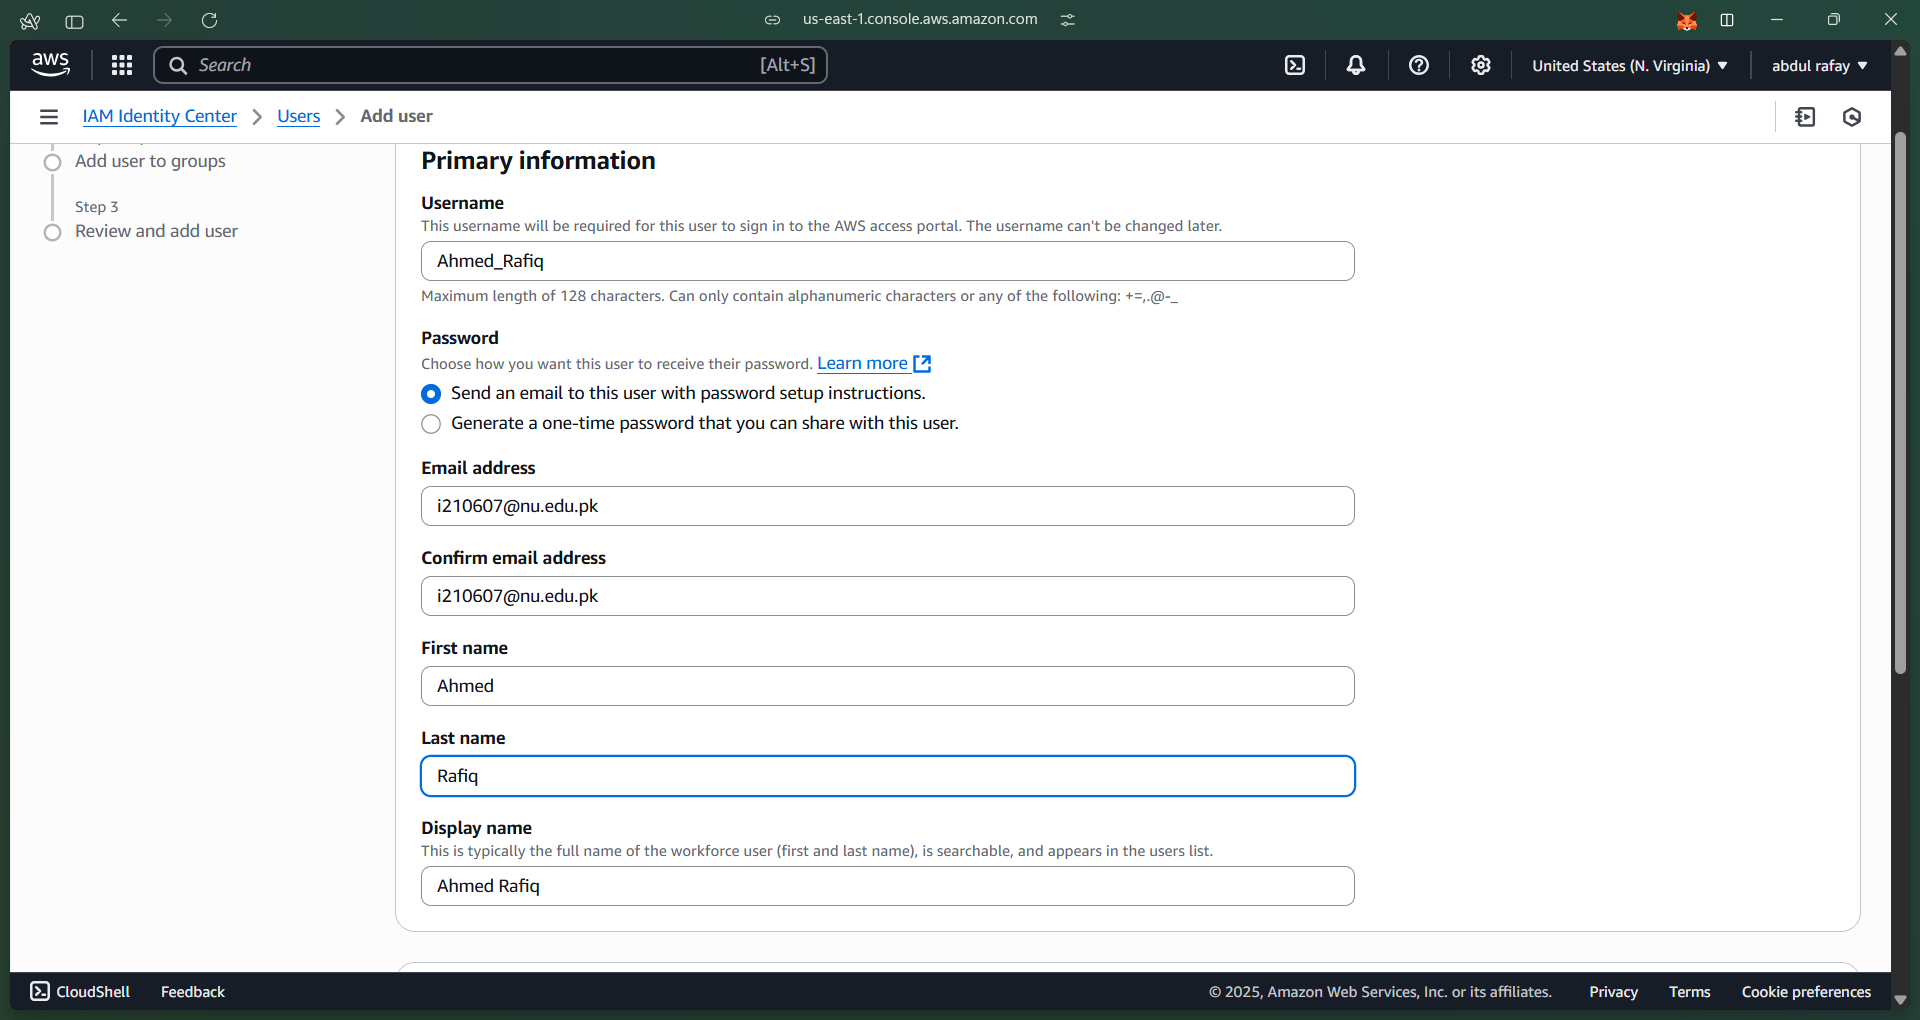 us-east-1.console.aws.amazon.com
aws
Search
[Alt+S]
United States (N. Virginia)
abdul rafay
IAM Identity Center
Users
Add user
Add user to groups
Step 3
Review and add user
Primary information
Username
This username will be required for this user to sign in to the AWS access portal. The username can't be changed later.
Ahmed_Rafiq
Maximum length of 128 characters. Can only contain alphanumeric characters or any of the following: +=,.@-_
Password
Choose how you want this user to receive their password. Learn more
Send an email to this user with password setup instructions.
Generate a one-time password that you can share with this user.
Email address
i210607@nu.edu.pk
Confirm email address
i210607@nu.edu.pk
First name
Ahmed
Last name
Rafiq
Display name
This is typically the full name of the workforce user (first and last name), is searchable, and appears in the users list.
Ahmed Rafiq
CloudShell
Feedback
© 2025, Amazon Web Services, Inc. or its affiliates.
Privacy
Terms
Cookie preferences